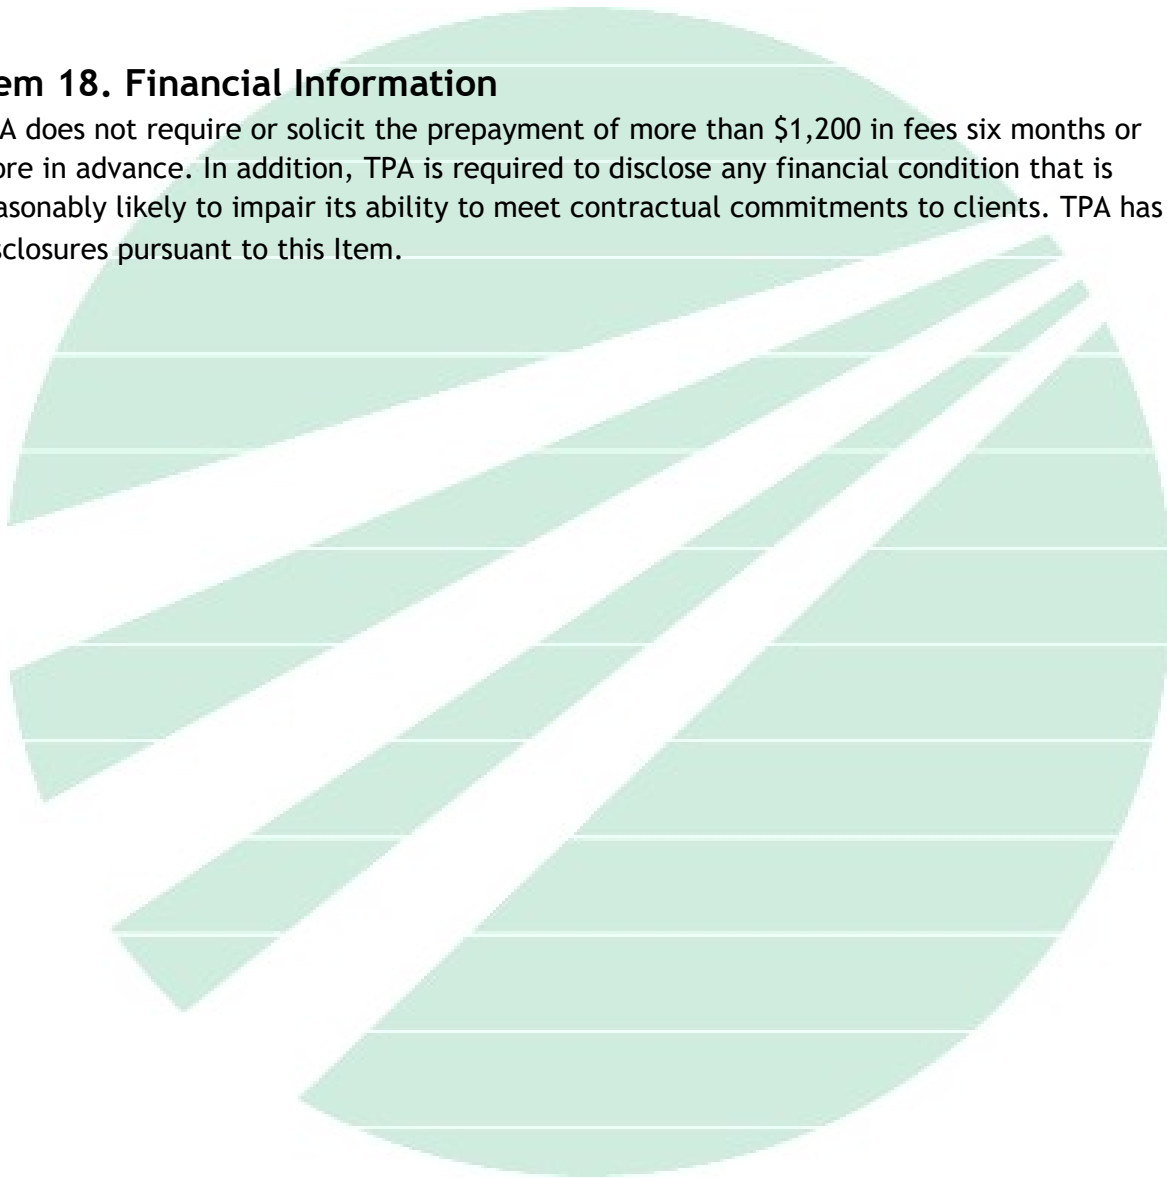 em 18. Financial Information
A does not require or solicit the prepayment of more than $1,200 in fees six months or
ore in advance. In addition, TPA is required to disclose any financial condition that is
asonably likely to impair its ability to meet contractual commitments to clients. TPA has
sclosures pursuant to this Item.